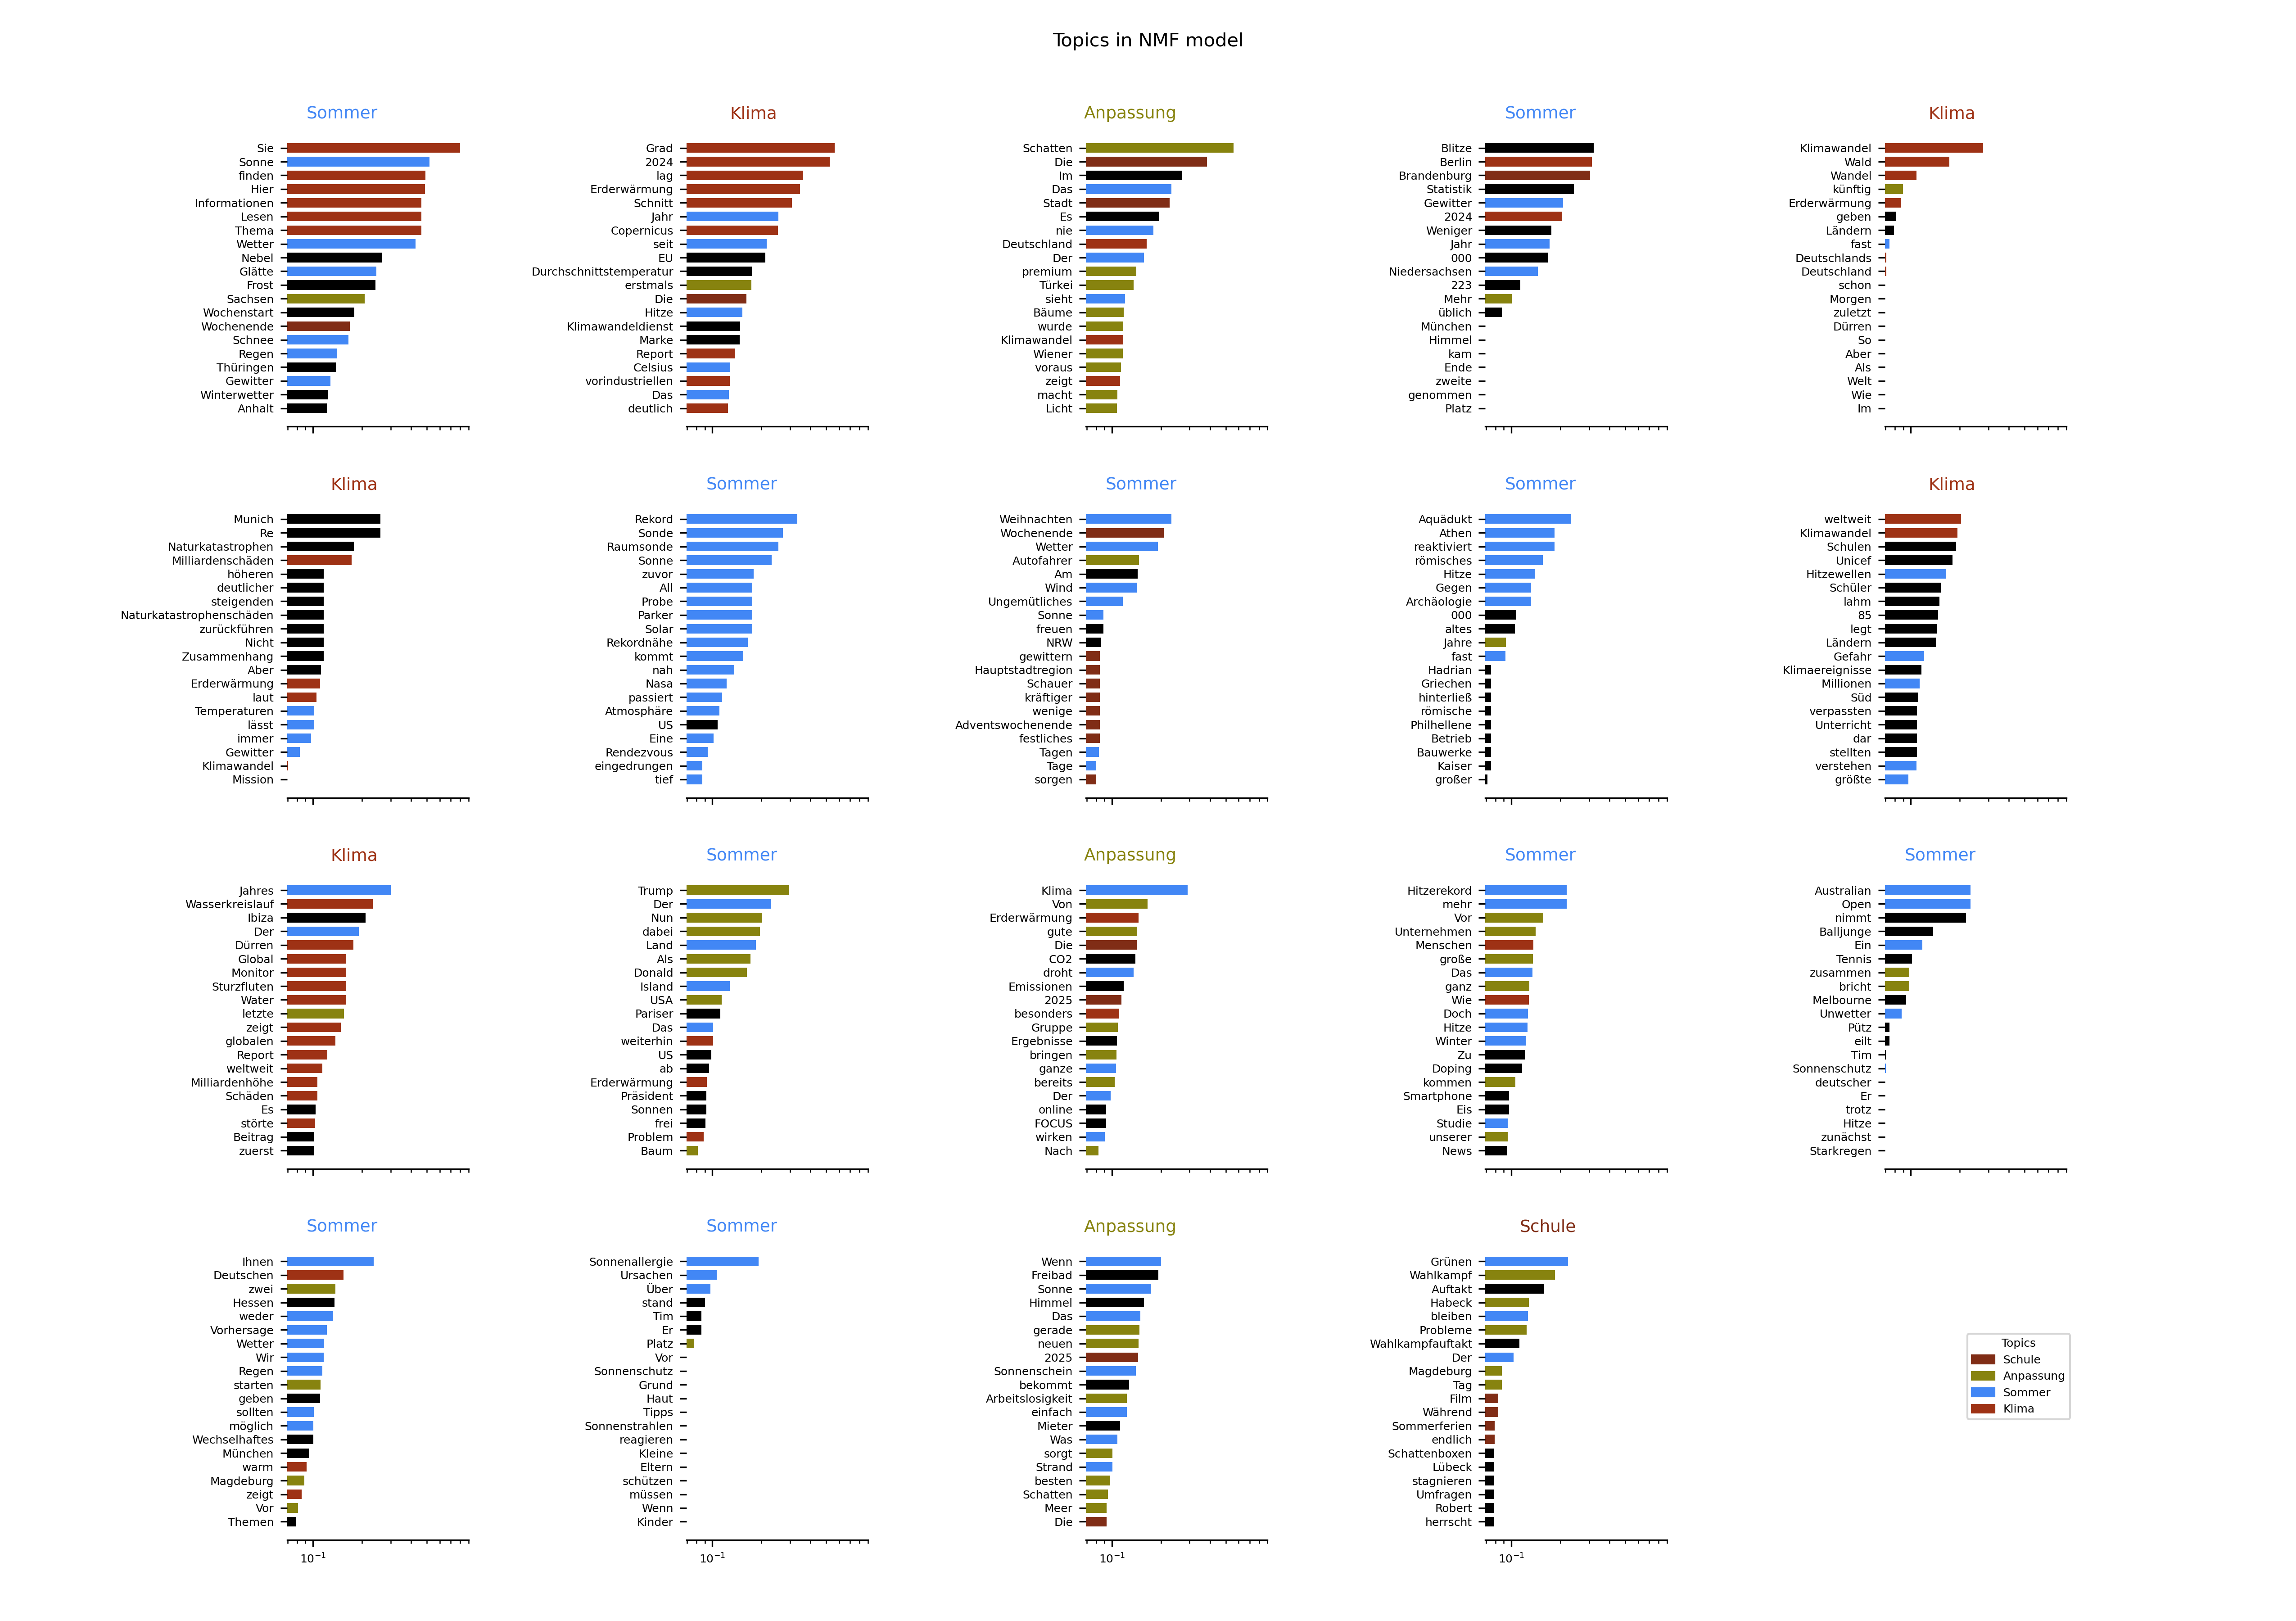 Topics in NMF model
Sommer
Sie
Sonne
finden
Hier
Informationen
Lesen
Thema
Wetter
Nebel
Glätte
Frost
Sachsen
Wochenstart
Wochenende
Schnee
Regen
Thüringen
Gewitter
Winterwetter
Anhalt
Klima
Grad
2024
lag
Erderwärmung
Schnitt
Jahr
Copernicus
seit
EU
Durchschnittstemperatur
erstmals
Die
Hitze
Klimawandeldienst
Marke
Report
Celsius
vorindustriellen
Das
deutlich
Anpassung
Schatten
Die
Im
Das
Stadt
Es
nie
Deutschland
Der
premium
Türkei
sieht
Bäume
wurde
Klimawandel
Wiener
voraus
zeigt
macht
Licht
Sommer
Blitze
Berlin
Brandenburg
Statistik
Gewitter
2024
Weniger
Jahr
000
Niedersachsen
223
Mehr
üblich
München
Himmel
kam
Ende
zweite
genommen
Platz
Klima
Klimawandel
Wald
Wandel
künftig
Erderwärmung
geben
Ländern
fast
Deutschlands
Deutschland
schon
Morgen
zuletzt
Dürren
So
Aber
Als
Welt
Wie
Im
Klima
Munich
Re
Naturkatastrophen
Milliardenschäden
höheren
deutlicher
steigenden
Naturkatastrophenschäden
zurückführen
Nicht
Zusammenhang
Aber
Erderwärmung
laut
Temperaturen
lässt
immer
Gewitter
Klimawandel
Mission
Sommer
Rekord
Sonde
Raumsonde
Sonne
zuvor
All
Probe
Parker
Solar
Rekordnähe
kommt
nah
Nasa
passiert
Atmosphäre
US
Eine
Rendezvous
eingedrungen
tief
Sommer
Weihnachten
Wochenende
Wetter
Autofahrer
Am
Wind
Ungemütliches
Sonne
freuen
NRW
gewittern
Hauptstadtregion
Schauer
kräftiger
wenige
Adventswochenende
festliches
Tagen
Tage
sorgen
Sommer
Aquädukt
Athen
reaktiviert
römisches
Hitze
Gegen
Archäologie
000
altes
Jahre
fast
Hadrian
Griechen
hinterließ
römische
Philhellene
Betrieb
Bauwerke
Kaiser
großer
Klima
weltweit
Klimawandel
Schulen
Unicef
Hitzewellen
Schüler
lahm
85
legt
Ländern
Gefahr
Klimaereignisse
Millionen
Süd
verpassten
Unterricht
dar
stellten
verstehen
größte
Klima
Jahres
Wasserkreislauf
Ibiza
Der
Dürren
Global
Monitor
Sturzfluten
Water
letzte
zeigt
globalen
Report
weltweit
Milliardenhöhe
Schäden
Es
störte
Beitrag
zuerst
Sommer
Trump
Der
Nun
dabei
Land
Als
Donald
Island
USA
Pariser
Das
weiterhin
US
ab
Erderwärmung
Präsident
Sonnen
frei
Problem
Baum
Anpassung
Klima
Von
Erderwärmung
gute
Die
CO2
droht
Emissionen
2025
besonders
Gruppe
Ergebnisse
bringen
ganze
bereits
Der
online
FOCUS
wirken
Nach
Sommer
Hitzerekord
mehr
Vor
Unternehmen
Menschen
große
Das
ganz
Wie
Doch
Hitze
Winter
Zu
Doping
kommen
Smartphone
Eis
Studie
unserer
News
Sommer
Australian
Open
nimmt
Balljunge
Ein
Tennis
zusammen
bricht
Melbourne
Unwetter
Pütz
eilt
Tim
Sonnenschutz
deutscher
Er
trotz
Hitze
zunächst
Starkregen
Sommer
Ihnen
Deutschen
zwei
Hessen
weder
Vorhersage
Wetter
Wir
Regen
starten
geben
sollten
möglich
Wechselhaftes
München
warm
Magdeburg
zeigt
Vor
Themen
10⁻¹
Sommer
Sonnenallergie
Ursachen
Über
stand
Tim
Er
Platz
Vor
Sonnenschutz
Grund
Haut
Tipps
Sonnenstrahlen
reagieren
Kleine
Eltern
schützen
müssen
Wenn
Kinder
10⁻¹
Anpassung
Wenn
Freibad
Sonne
Himmel
Das
gerade
neuen
2025
Sonnenschein
bekommt
Arbeitslosigkeit
einfach
Mieter
Was
sorgt
Strand
besten
Schatten
Meer
Die
10⁻¹
Schule
Grünen
Wahlkampf
Auftakt
Habeck
bleiben
Probleme
Wahlkampfauftakt
Der
Magdeburg
Tag
Film
Während
Sommerferien
endlich
Schattenboxen
Lübeck
stagnieren
Umfragen
Robert
herrscht
10⁻¹
Topics
Schule
Anpassung
Sommer
Klima